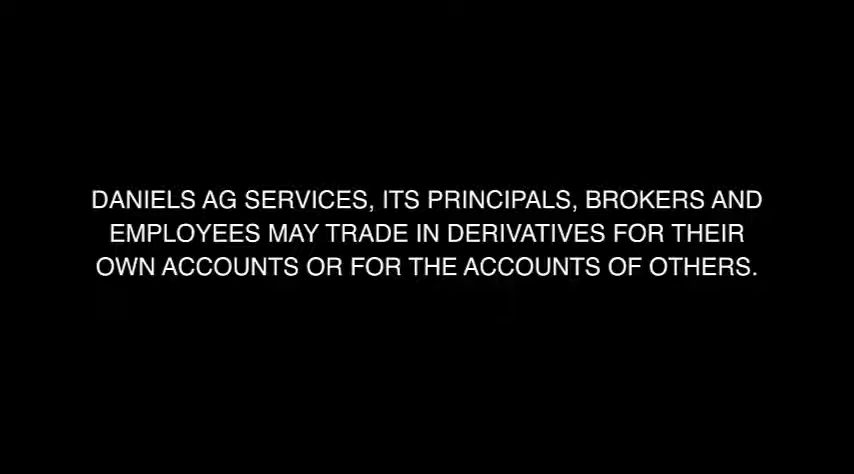 DANIELS AG SERVICES, ITS PRINCIPALS, BROKERS AND
EMPLOYEES MAY TRADE IN DERIVATIVES FOR THEIR
OWN ACCOUNTS OR FOR THE ACCOUNTS OF OTHERS.